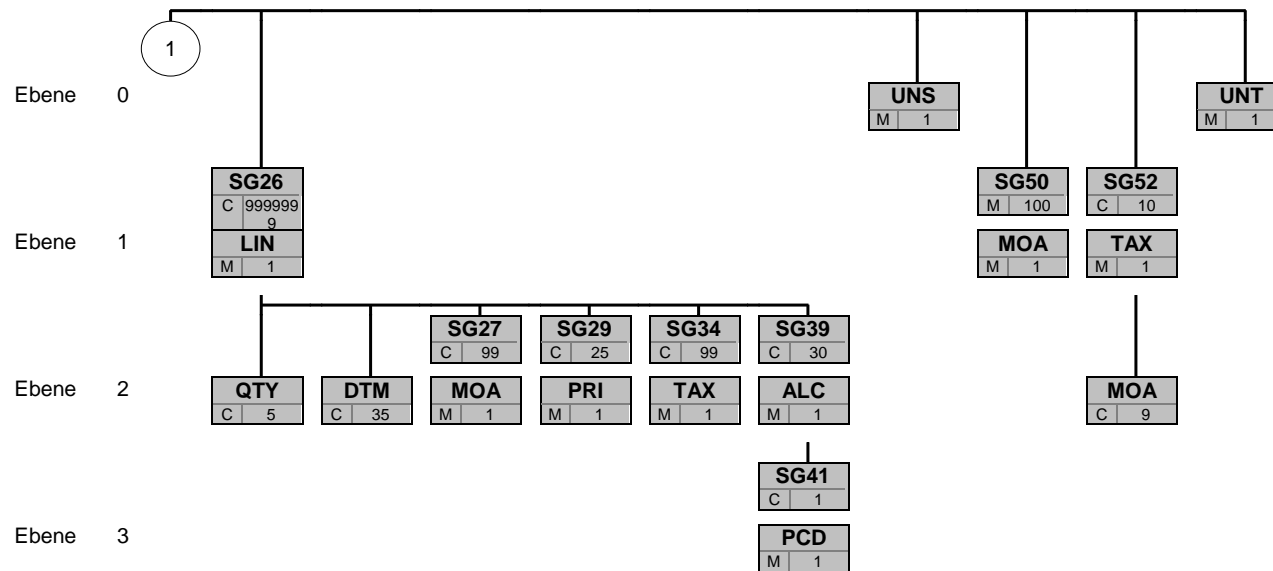 1
Ebene 0
UNS
M 1
UNT
M 1
SG26
C 999999
9
SG50
M 100
SG52
C 10
Ebene 1
LIN
M 1
MOA
M 1
TAX
M 1
SG27
C 99
SG29
C 25
SG34
C 99
SG39
C 30
Ebene 2
QTY
C 5
DTM
C 35
MOA
M 1
PRI
M 1
TAX
M 1
ALC
M 1
MOA
C 9
SG41
C 1
Ebene 3
PCD
M 1